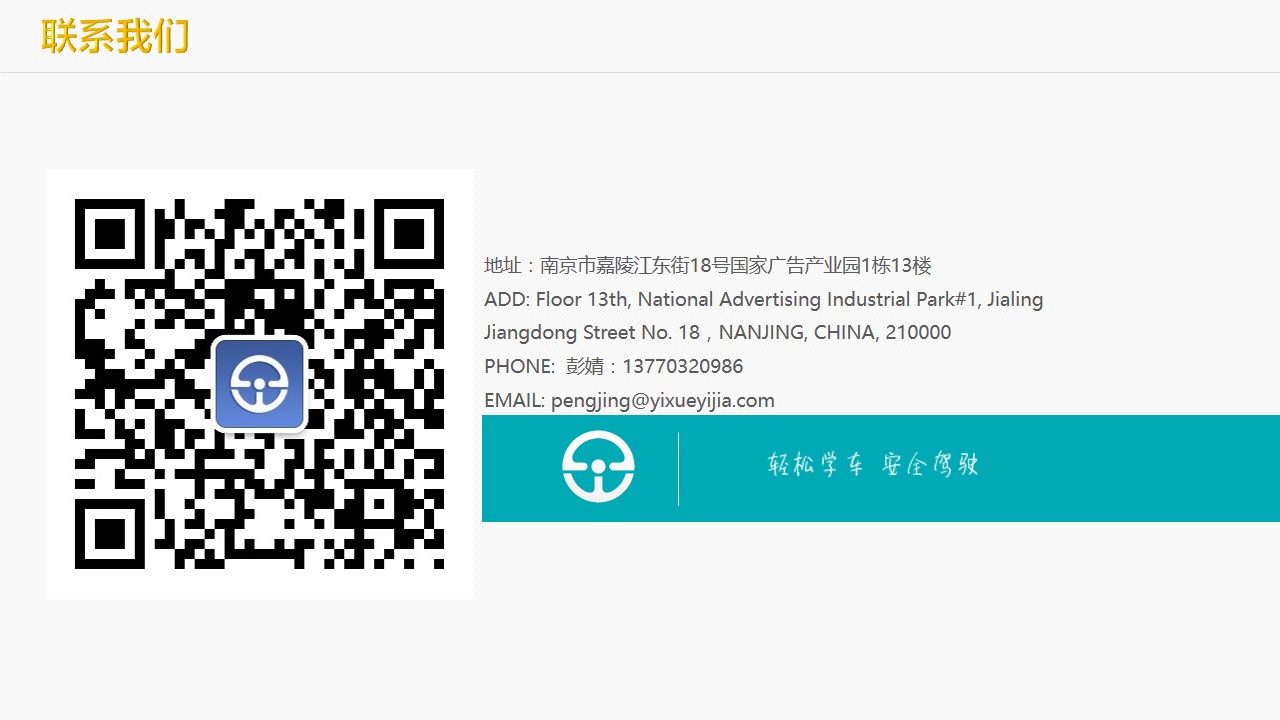 联系我们
地址：南京市嘉陵江东街18号国家广告产业园1栋13楼
ADD: Floor 13th, National Advertising Industrial Park#1, Jialing
Jiangdong Street No. 18，NANJING, CHINA, 210000
PHONE: 彭婧：13770320986
EMAIL: pengjing@yixueyijia.com
轻松学车 安全驾驶